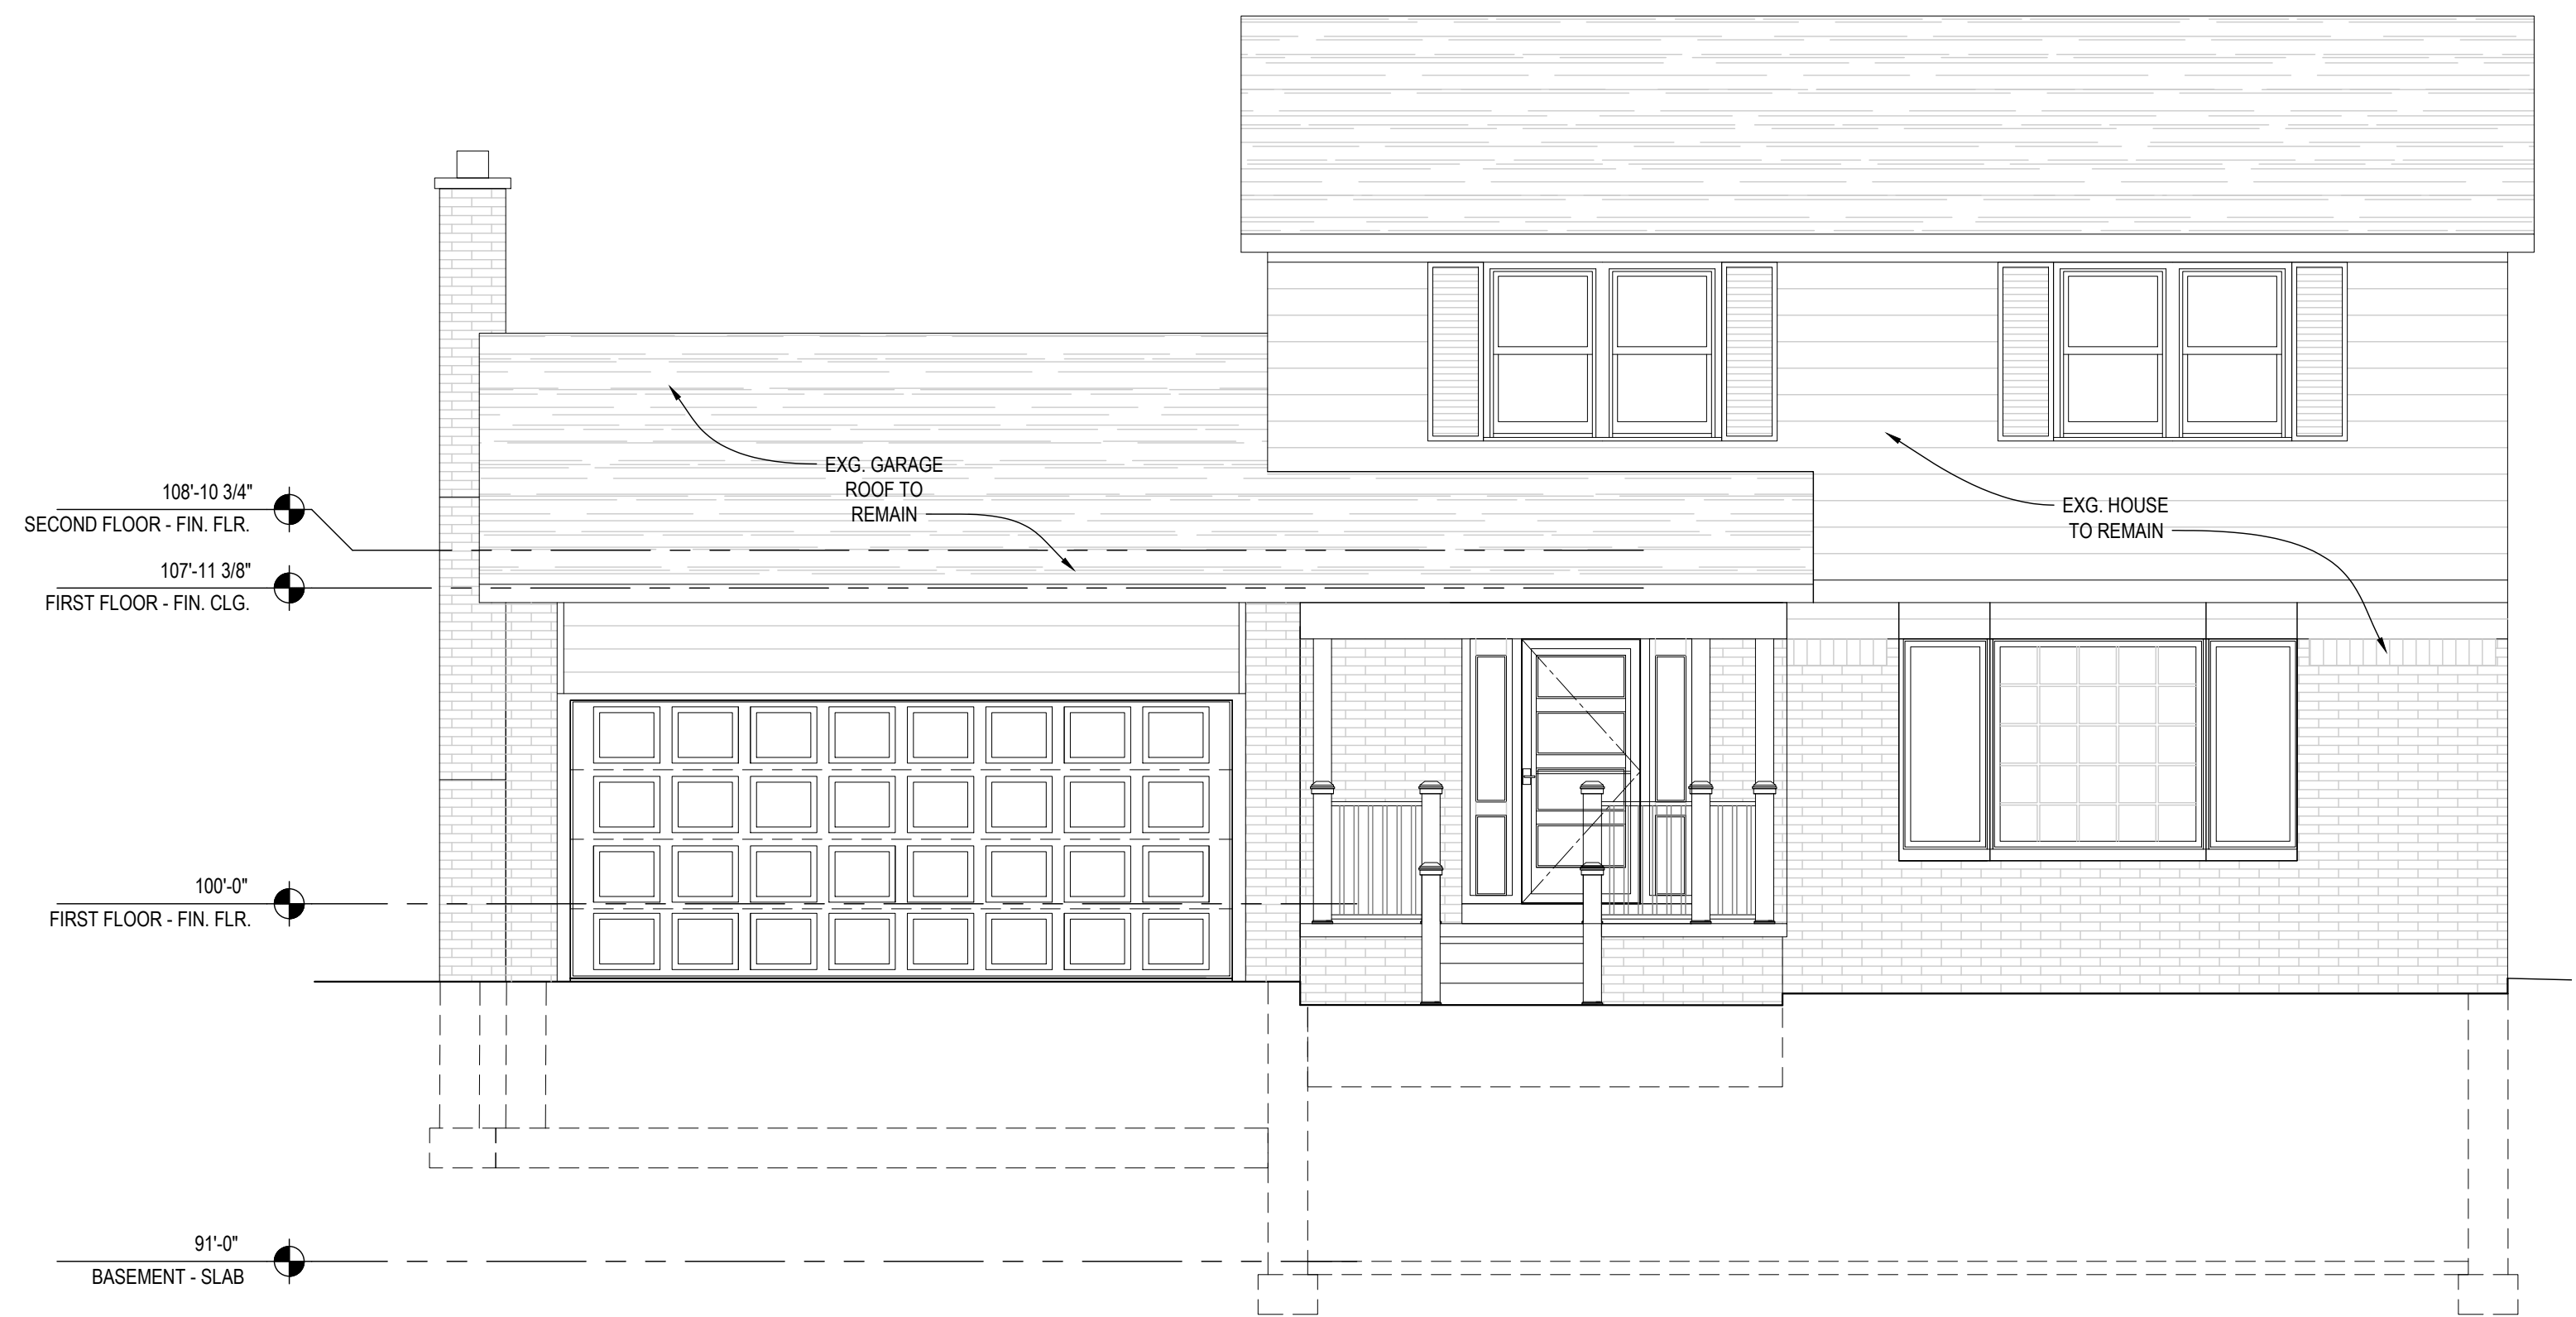 EXG. GARAGE
ROOF TO
REMAIN
108'-10 3/4"
SECOND FLOOR - FIN. FLR.
EXG. HOUSE
TO REMAIN
107'-11 3/8"
FIRST FLOOR - FIN. CLG.
100'-0"
FIRST FLOOR - FIN. FLR.
91'-0"
BASEMENT - SLAB